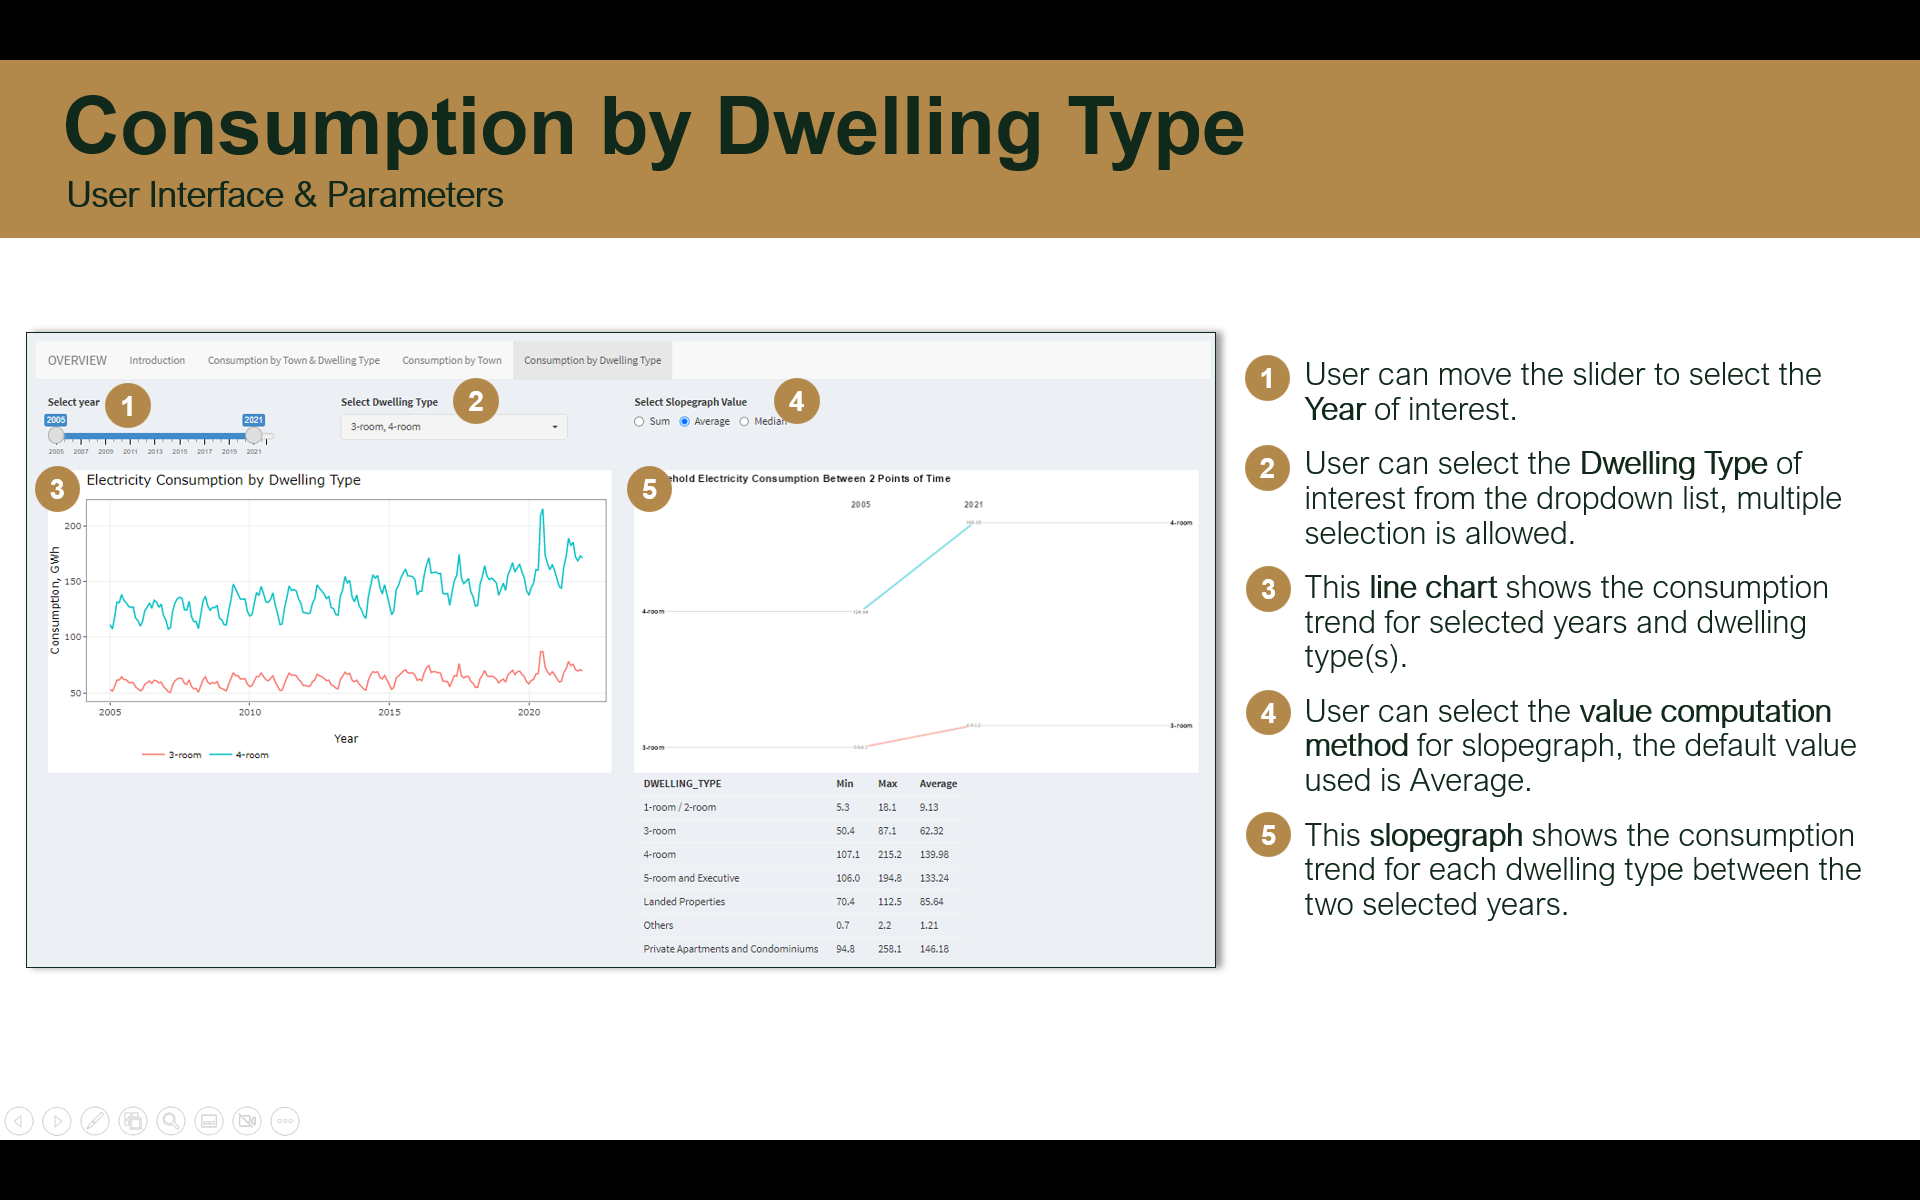 Consumption by Dwelling Type
User Interface & Parameters
OVERVIEW Introduction Consumption by Town & Dwelling Type Consumption by Town Consumption by Dwelling Type
Select year 1
2005 2021
2005 2007 2009 2011 2013 2015 2017 2019 2021
Select Dwelling Type 2
3-room, 4-room
Select Slopegraph Value 4
Sum Average Median
3 Electricity Consumption by Dwelling Type
Consumption, GWh
200
150
100
50
2005 2010 2015 2020
Year
3-room 4-room
5 hold Electricity Consumption Between 2 Points of Time
2005 2021
4-room
4-room
3-room
3-room
DWELLING_TYPE Min Max Average
1-room / 2-room 5.3 18.1 9.13
3-room 50.4 87.1 62.32
4-room 107.1 215.2 139.98
5-room and Executive 106.0 194.8 133.24
Landed Properties 70.4 112.5 85.64
Others 0.7 2.2 1.21
Private Apartments and Condominiums 94.8 258.1 146.18
1 User can move the slider to select the
Year of interest.
2 User can select the Dwelling Type of
interest from the dropdown list, multiple
selection is allowed.
3 This line chart shows the consumption
trend for selected years and dwelling
type(s).
4 User can select the value computation
method for slopegraph, the default value
used is Average.
5 This slopegraph shows the consumption
trend for each dwelling type between the
two selected years.